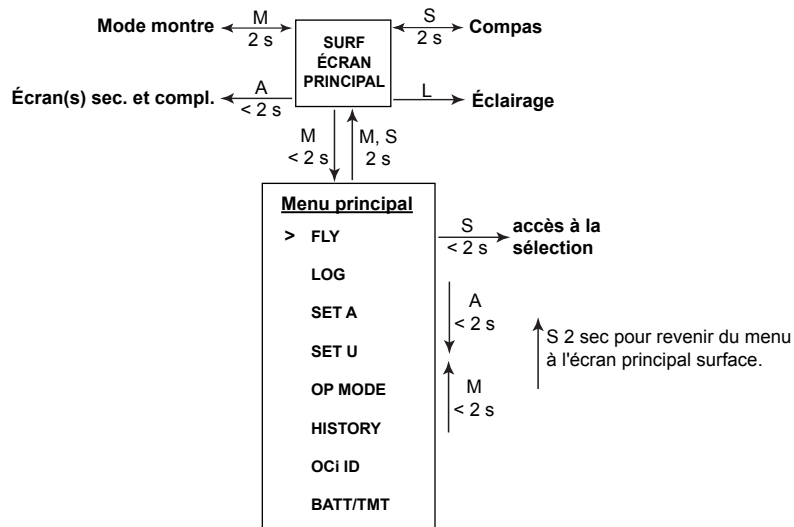 Mode montre
M
2 s
SURF
ÉCRAN
PRINCIPAL
S
2 s
Compas
Écran(s) sec. et compl.
A
< 2 s
L
Éclairage
M
< 2 s
M, S
2 s
Menu principal
> FLY
LOG
SET A
SET U
OP MODE
HISTORY
OCi ID
BATT/TMT
S
< 2 s
accès à la
sélection
A
< 2 s
M
< 2 s
S 2 sec pour revenir du menu
à l'écran principal surface.